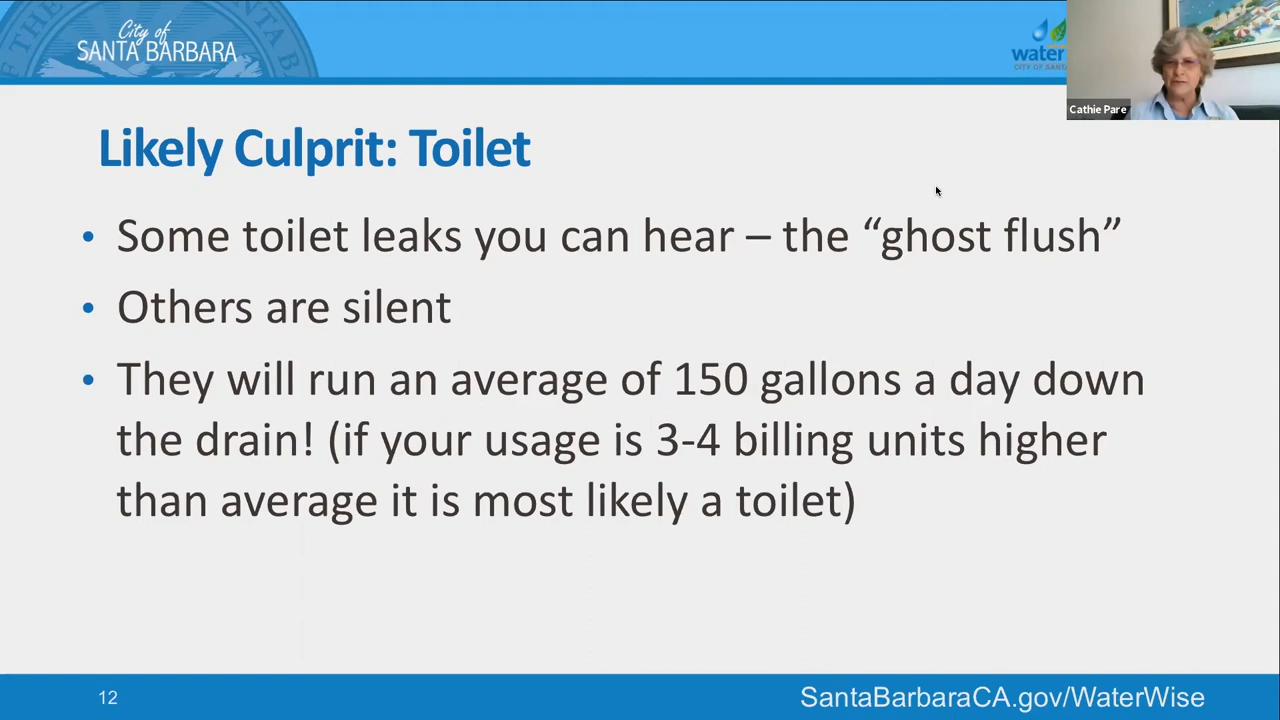 City of
SANTA BARBARA
water
CITY OF SANT
Cathie Pare
Likely Culprit: Toilet
• Some toilet leaks you can hear – the “ghost flush”
• Others are silent
• They will run an average of 150 gallons a day down
the drain! (if your usage is 3-4 billing units higher
than average it is most likely a toilet)
12
SantaBarbaraCA.gov/WaterWise